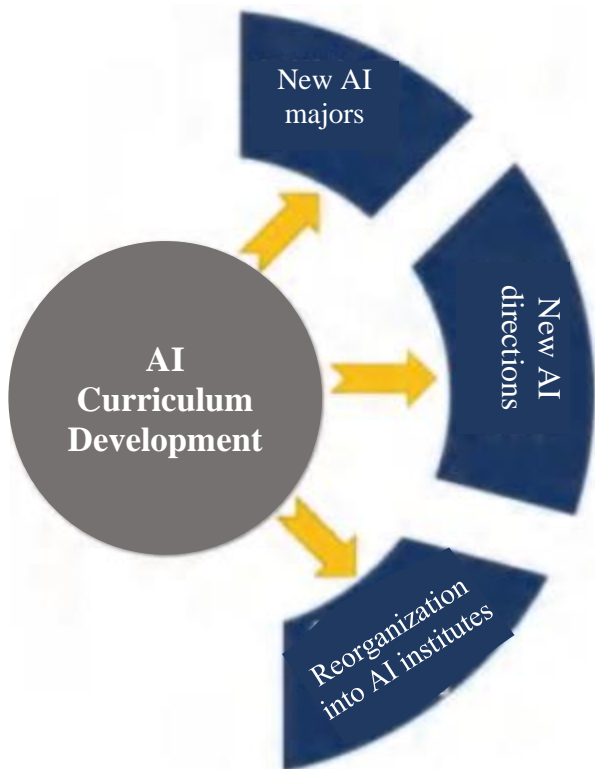 New AI
majors
New AI
directions
AI
Curriculum
Development
Reorganization
into AI institutes